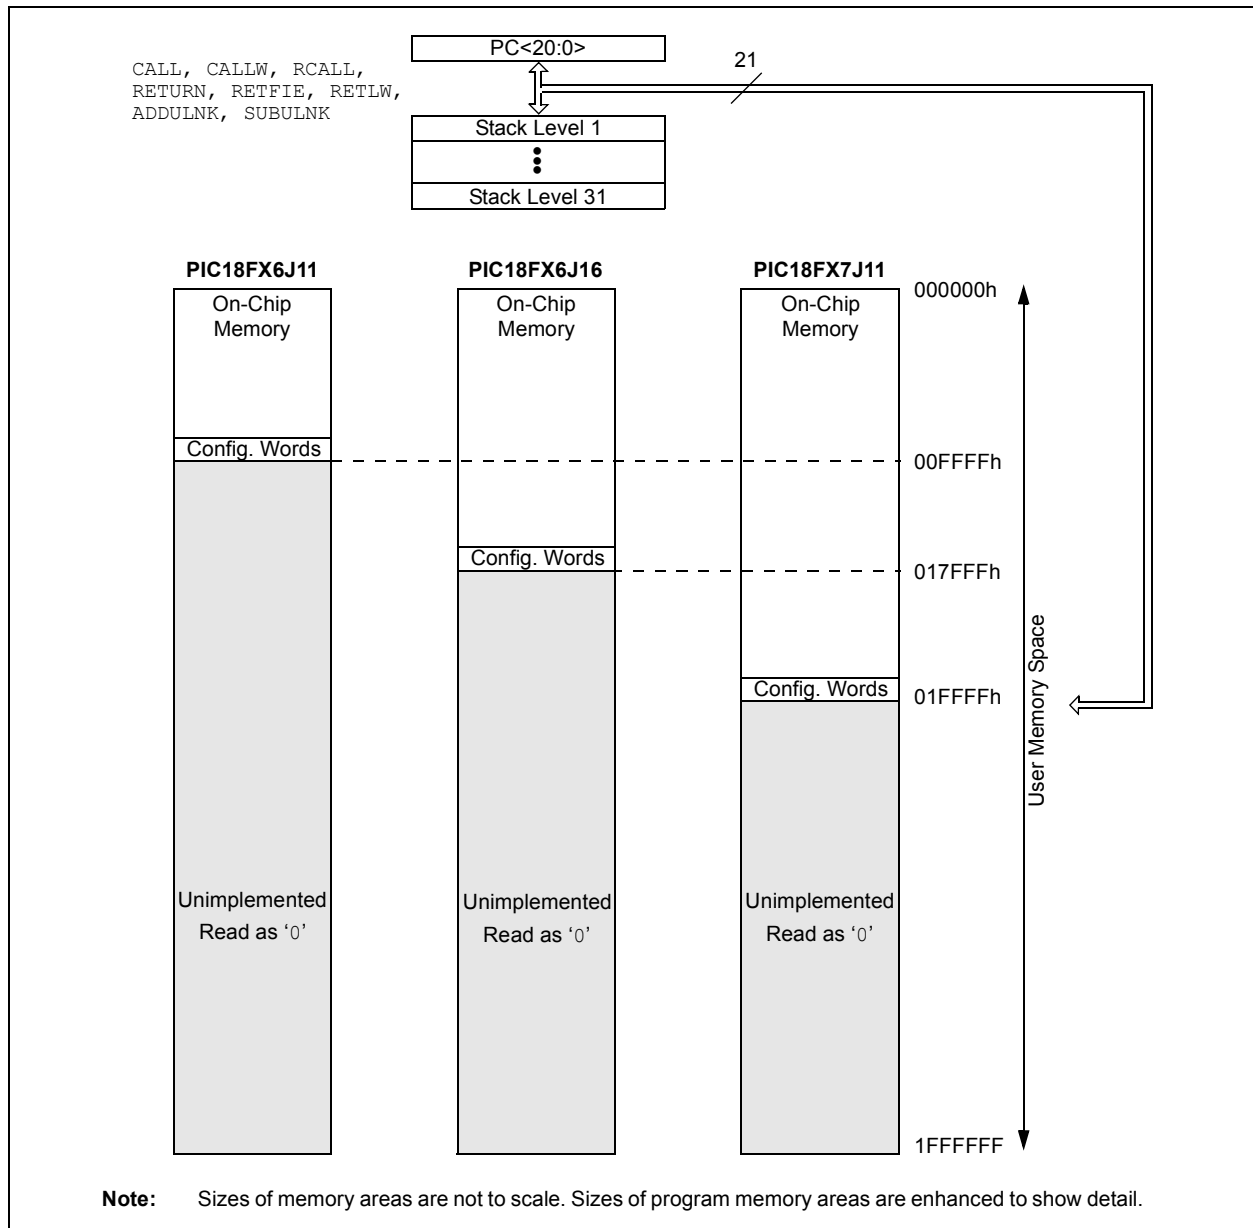 PC<20:0>
21
CALL, CALLW, RCALL,
RETURN, RETFIE, RETLW,
ADDULNK, SUBULNK
Stack Level 1
Stack Level 31
PIC18FX6J11
PIC18FX6J16
PIC18FX7J11
On-Chip
Memory
On-Chip
Memory
On-Chip
Memory
000000h
Config. Words
00FFFFh
Config. Words
017FFFh
Config. Words
01FFFFh
User Memory Space
Unimplemented
Read as ‘0’
Unimplemented
Read as ‘0’
Unimplemented
Read as ‘0’
1FFFFFF
Note: Sizes of memory areas are not to scale. Sizes of program memory areas are enhanced to show detail.